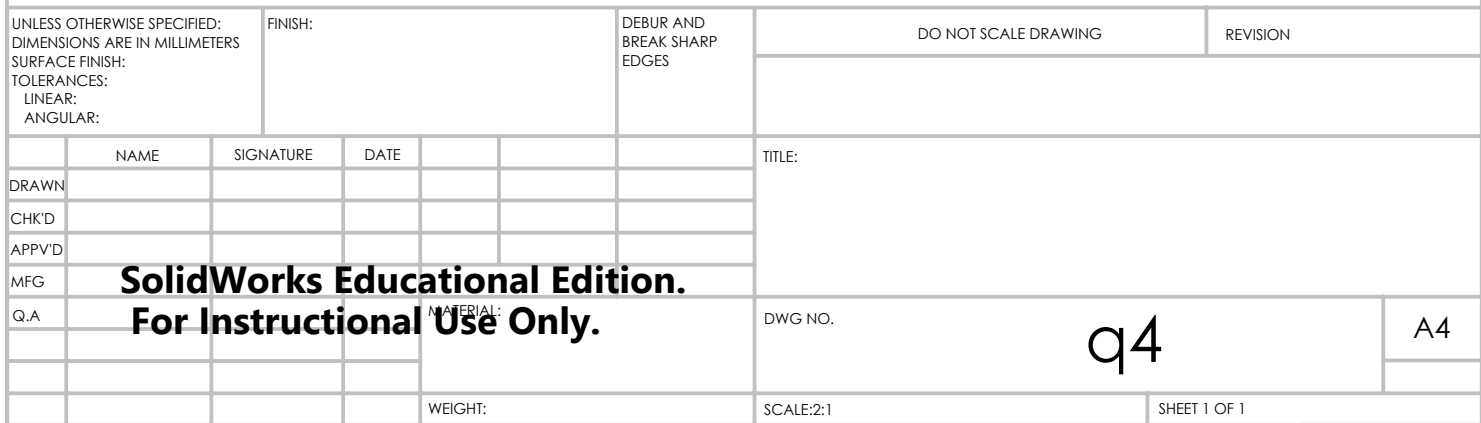 UNLESS OTHERWISE SPECIFIED:
DIMENSIONS ARE IN MILLIMETERS
SURFACE FINISH:
TOLERANCES:
LINEAR:
ANGULAR:
FINISH:
DEBUR AND
BREAK SHARP
EDGES
DO NOT SCALE DRAWING
REVISION
NAME
SIGNATURE
DATE
TITLE:
DRAWN
CHK'D
APPV'D
MFG
Q.A
SolidWorks Educational Edition.
For Instructional Use Only.
MATERIAL:
DWG NO.
q4
A4
WEIGHT:
SCALE:2:1
SHEET 1 OF 1